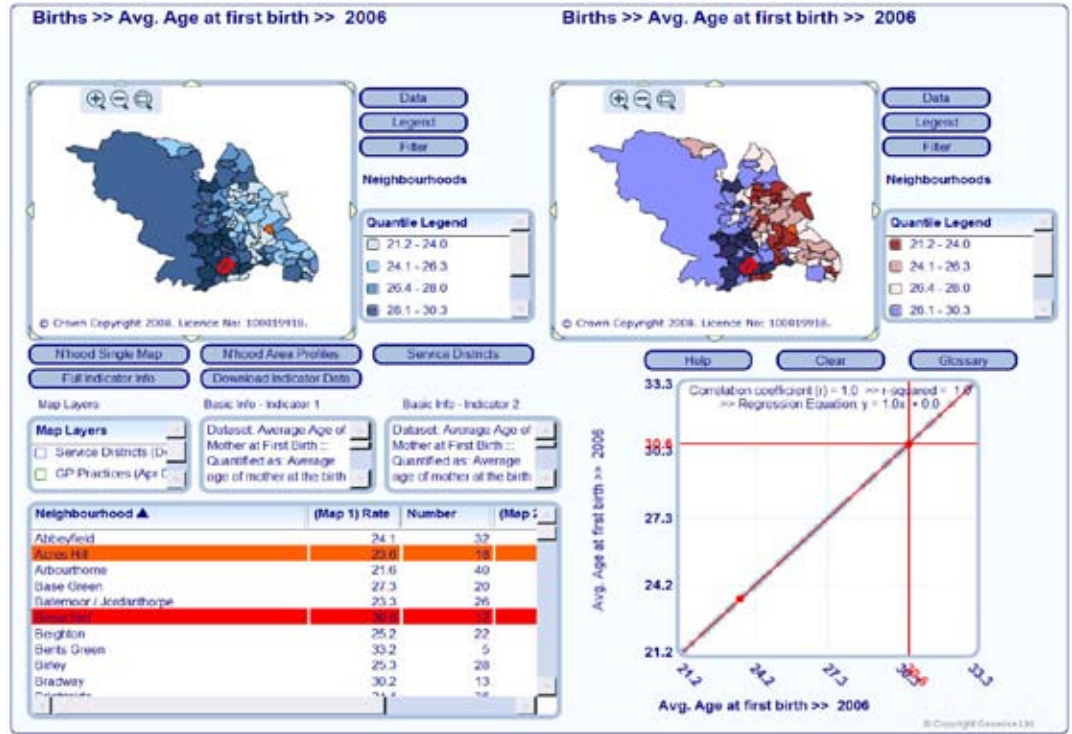 Births >> Avg. Age at first birth >> 2006
Births >> Avg. Age at first birth >> 2006
Data
Legend
Filter
Neighbourhoods
Quantile Legend
21.2 - 24.0
24.1 - 26.3
26.4 - 28.0
28.1 - 30.3
© Crown Copyright 2008. Licence No: 100019918.
Data
Legend
Filter
Neighbourhoods
Quantile Legend
21.2 - 24.0
24.1 - 26.3
26.4 - 28.0
28.1 - 30.3
© Crown Copyright 2008. Licence No: 100019918.
N'hood Single Map
N'hood Area Profiles
Service Districts
Full Indicator Info
Download Indicator Data
Help
Clear
Glossary
Map Layers
Basic Info - Indicator 1
Basic Info - Indicator 2
Map Layers
Service Districts (De
GP Practices (Apr
Dataset: Average Age of
Mother at First Birth ::
Quantified as: Average
age of mother at the birth
Dataset: Average Age of
Mother at First Birth ::
Quantified as: Average
age of mother at the birth
Neighbourhood ▲ (Map 1) Rate Number (Map
Abbeyfield 24.1 32
Acres Hill 23.6 18
Arbourthorne 21.6 40
Base Green 27.3 20
Batemoor / Jordanthorpe 23.3 26
Beauchief 30.6 12
Beighton 25.2 22
Bents Green 33.2 5
Birley 25.3 28
Bradway 30.2 13
Correlation coefficient (r) = 1.0 >> r-squared = 1.0
>> Regression Equation, y = 1.0x + 0.0
Avg. Age at first birth >> 2006
33.3
30.6
30.3
27.3
24.2
21.2
21.2
24.2
27.3
30.3
30.6
33.3
Avg. Age at first birth >> 2006